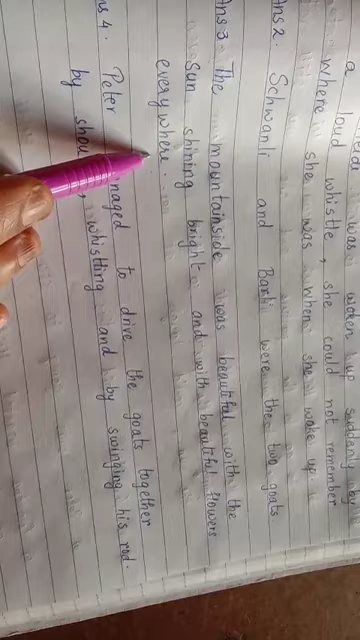 a was woken up suddenly by
a loud whistle, she could not remember
where she was when she woke up
Ans 2. Schwanli and Barli were the two goats
Ans 3 The mountainside was beautiful with the
sun shining bright and with beautiful flowers
everywhere.
Ans 4. Peter managed to drive the goats together
by shou , whistling and by swinging his rod.